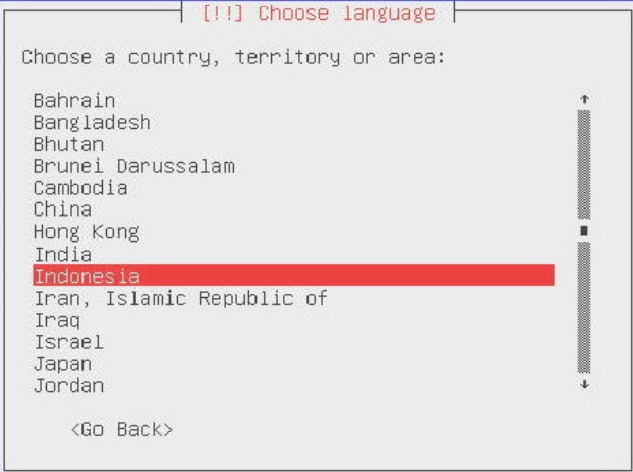 [!!] Choose language
Choose a country, territory or area:
Bahrain
Bangladesh
Bhutan
Brunei Darussalam
Cambodia
China
Hong Kong
India
Indonesia
Iran, Islamic Republic of
Iraq
Israel
Japan
Jordan
<Go Back>